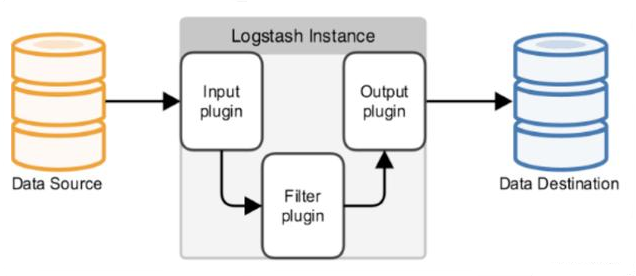 Logstash Instance
Input
plugin
Output
plugin
Data Source
Filter
plugin
Data Destination